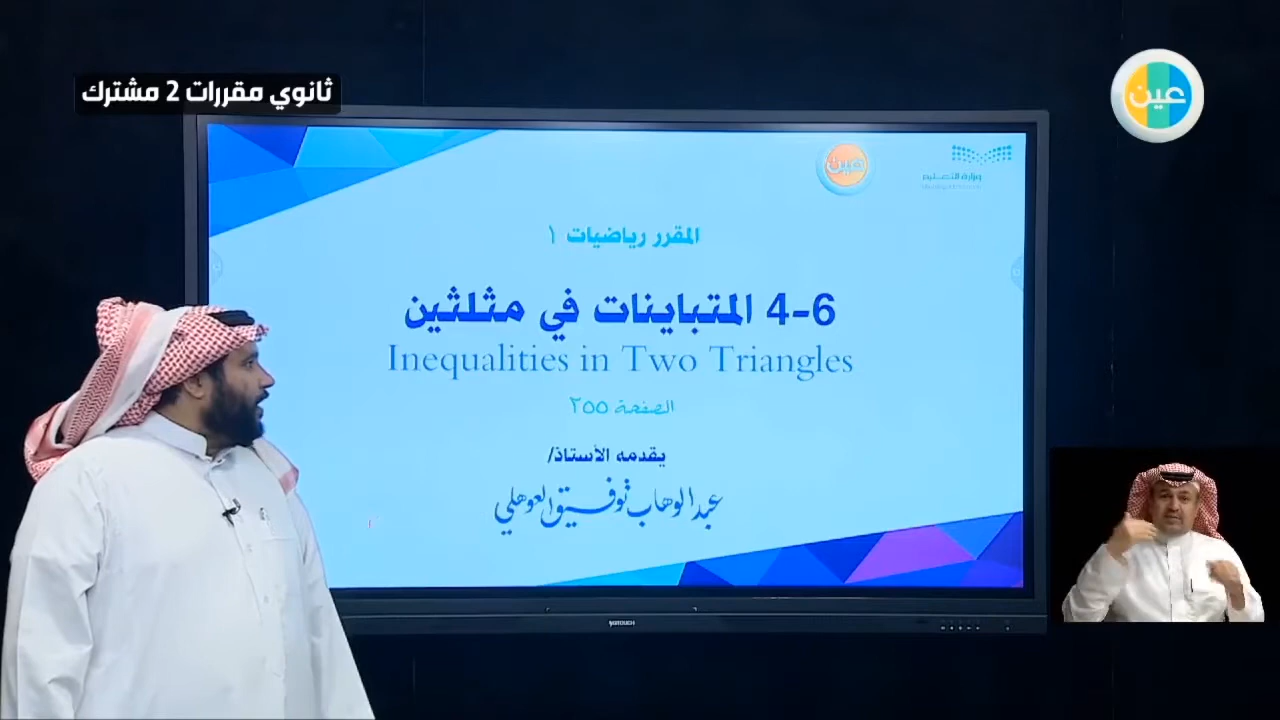 ثانوي مقررات 2 مشترك
عين
عين
وزارة التعليم
المقرر رياضيات ١
4-6 المتباينات في مثلثين
Inequalities in Two Triangles
الصفحة ٢٥٥
يقدمه الأستاذ/
عبدالوهاب توفيق العوهلي